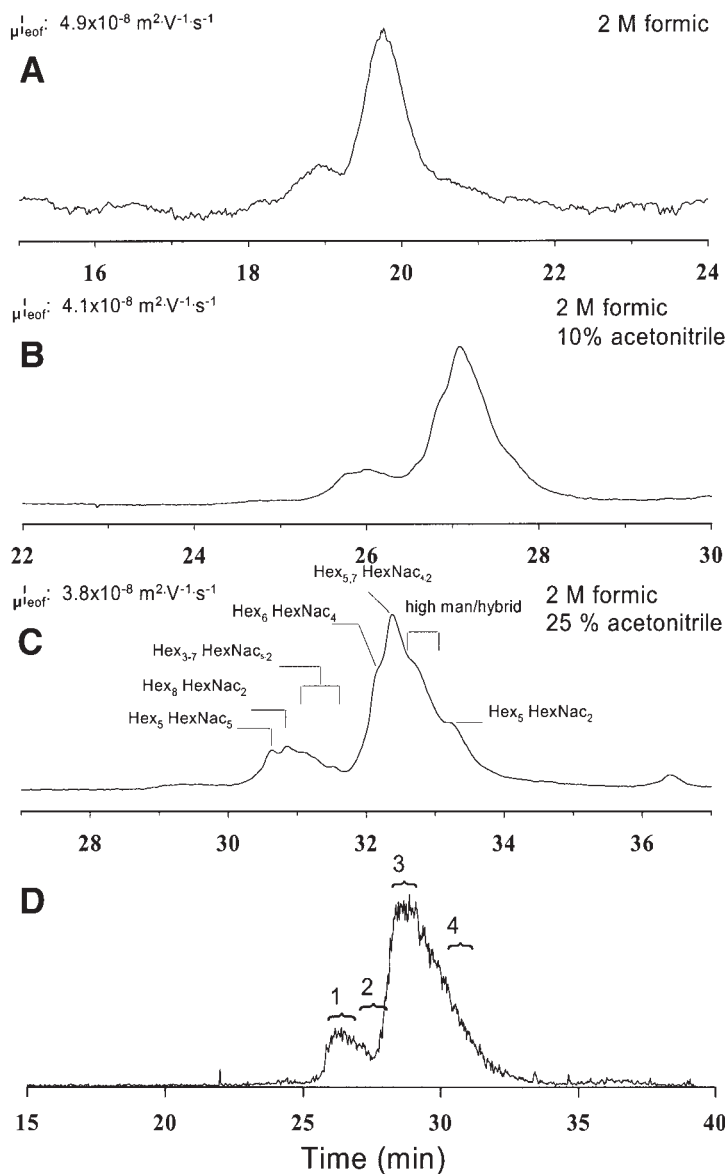 μ|eof: 4.9x10-8 m2·V-1·s-1
2 M formic
A
16 18 20 22 24
μ|eof: 4.1x10-8 m2·V-1·s-1
2 M formic
10% acetonitrile
B
22 24 26 28 30
μ|eof: 3.8x10-8 m2·V-1·s-1
Hex5,7 HexNac4,2
2 M formic
25 % acetonitrile
high man/hybrid
Hex6 HexNac4
C
Hex3-7 HexNac5-2
Hex8 HexNac2
Hex5 HexNac5
Hex5 HexNac2
28 30 32 34 36
D
3
4
1
2
15 20 25 30 35 40
Time (min)